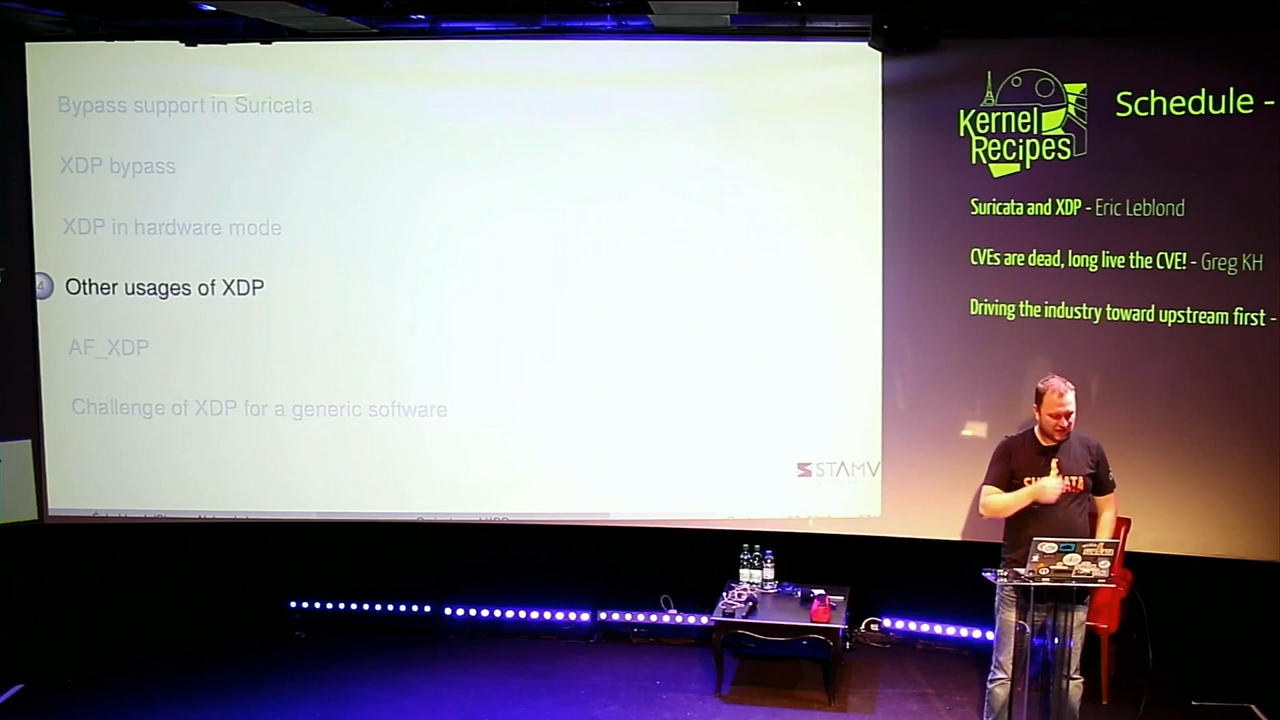 Bypass support in Suricata
XDP bypass
XDP in hardware mode
4 Other usages of XDP
AF_XDP
Challenge of XDP for a generic software
STAMV
Kernel
Recipes
Schedule -
Suricata and XDP - Eric Leblond
CVEs are dead, long live the CVE! - Greg KH
Driving the industry toward upstream first -